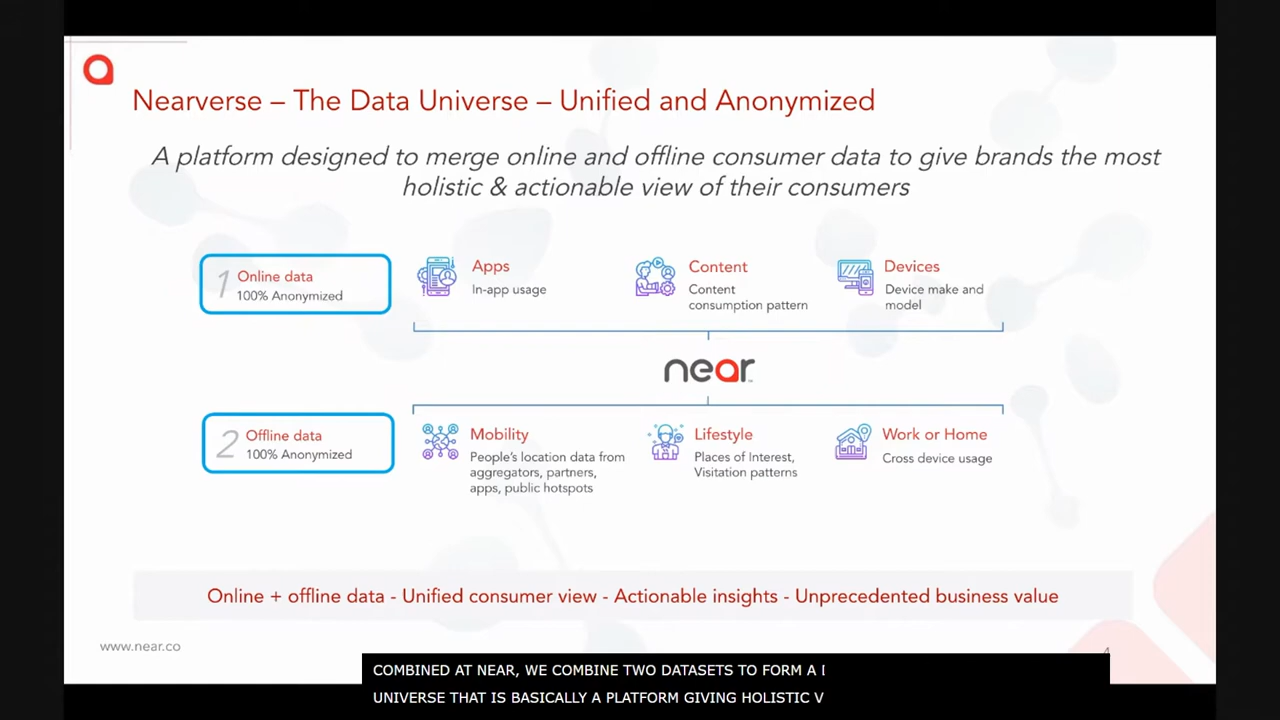 Nearverse – The Data Universe – Unified and Anonymized
A platform designed to merge online and offline consumer data to give brands the most
holistic & actionable view of their consumers
1 Online data
100% Anonymized
Apps
In-app usage
Content
Content
consumption pattern
Devices
Device make and
model
near
2 Offline data
100% Anonymized
Mobility
People's location data from
aggregators, partners,
apps, public hotspots
Lifestyle
Places of Interest,
Visitation patterns
Work or Home
Cross device usage
Online + offline data - Unified consumer view - Actionable insights - Unprecedented business value
www.near.co
COMBINED AT NEAR, WE COMBINE TWO DATASETS TO FORM A
UNIVERSE THAT IS BASICALLY A PLATFORM GIVING HOLISTIC